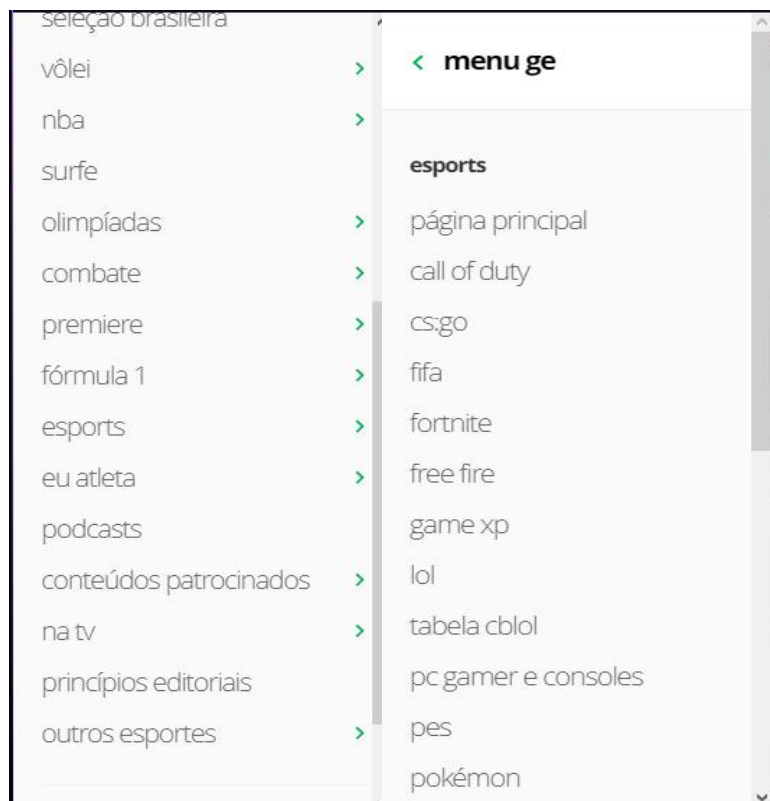 seleção brasileira
vôlei
nba
surfe
olimpíadas
combate
premiere
fórmula 1
esports
eu atleta
podcasts
conteúdos patrocinados
na tv
princípios editoriais
outros esportes
menu ge
esports
página principal
call of duty
cs:go
fifa
fortnite
free fire
game xp
lol
tabela cblol
pc gamer e consoles
pes
pokémon